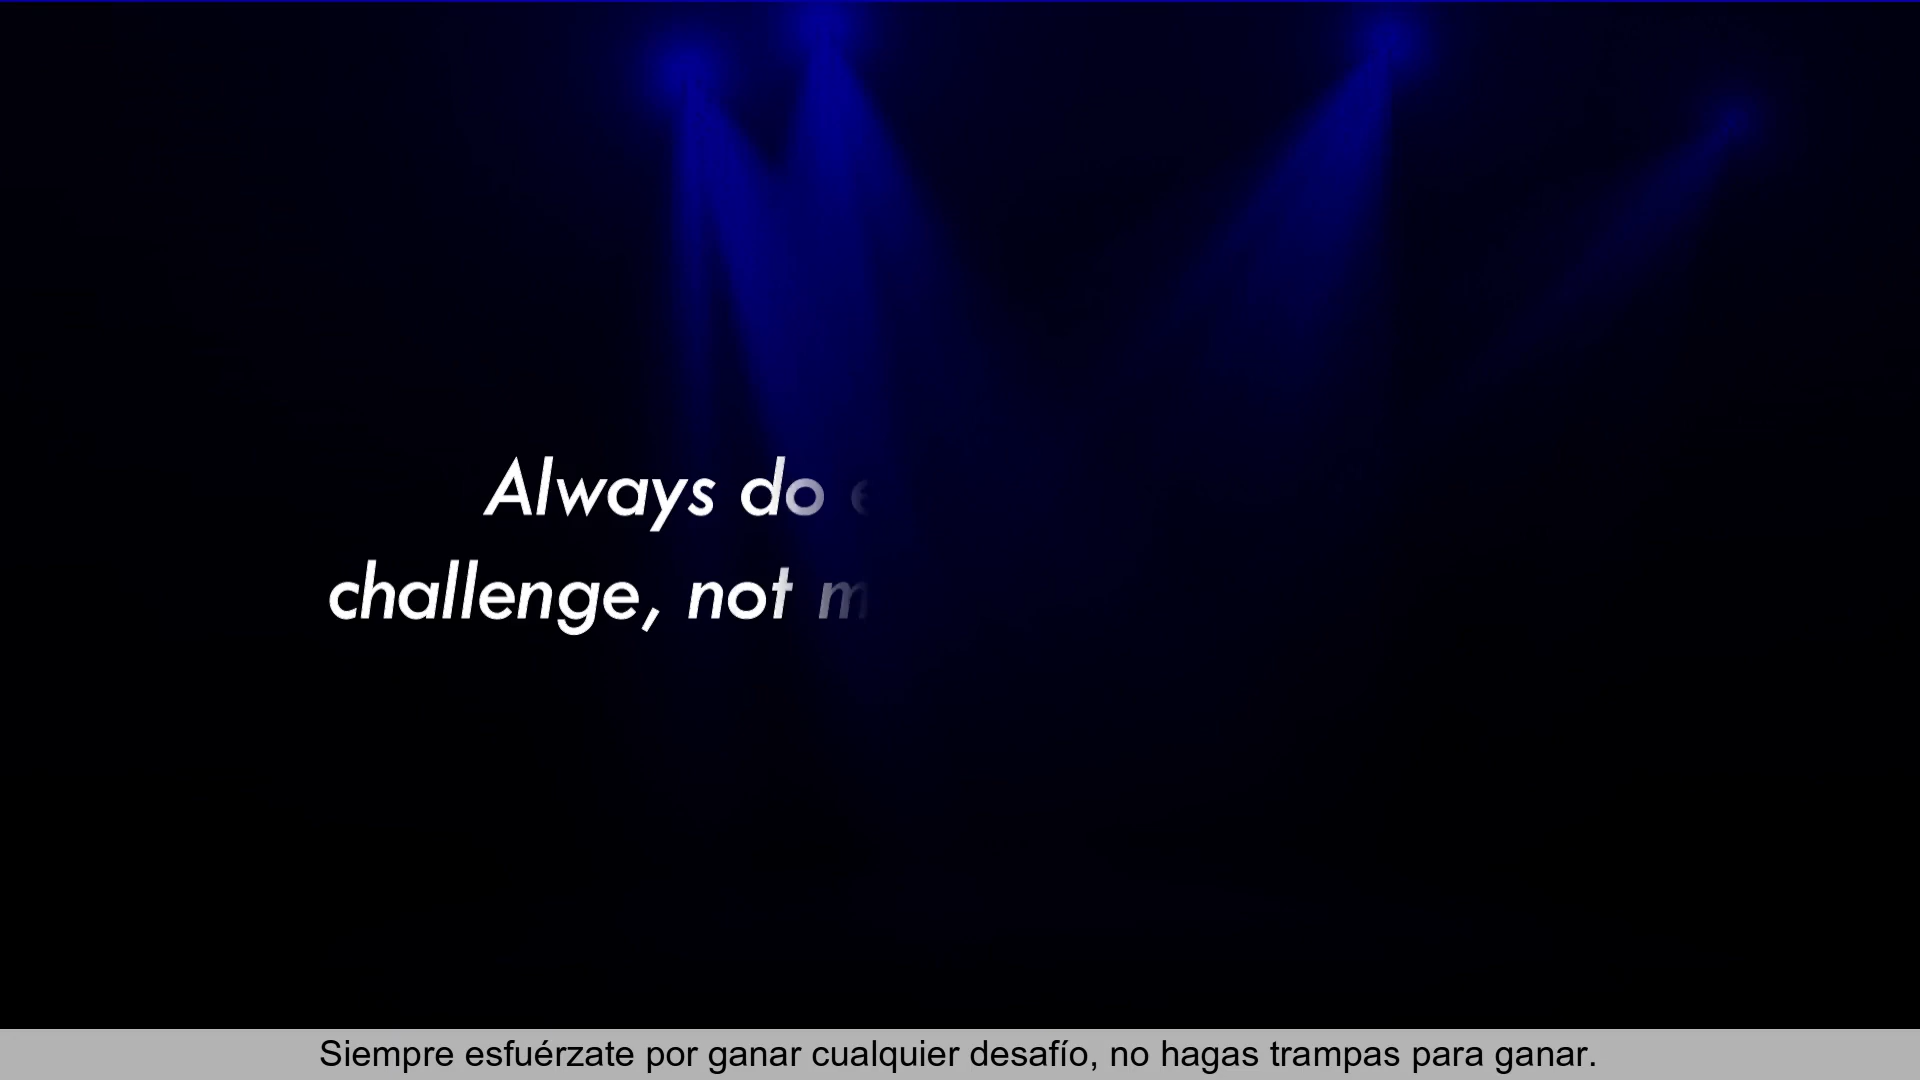 Always do
challenge, not
Siempre esfuérzate por ganar cualquier desafío, no hagas trampas para ganar.